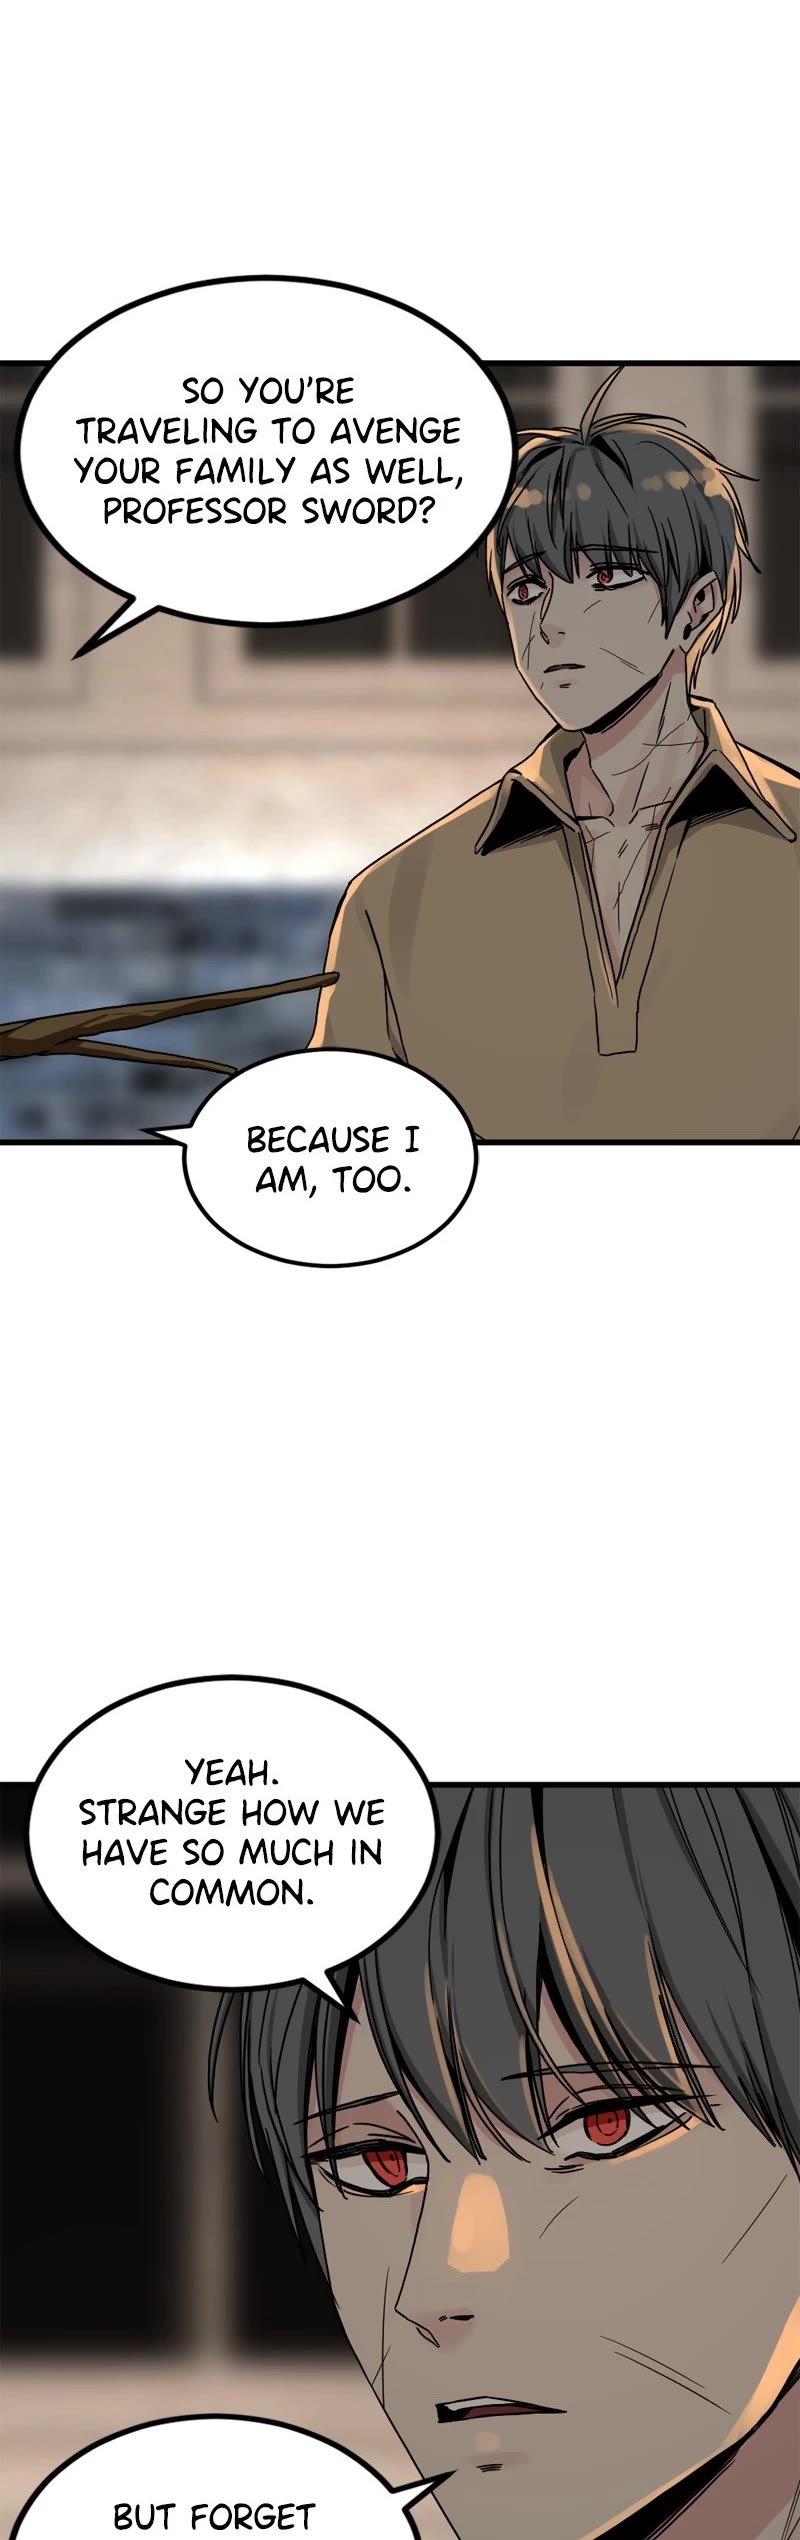 SO YOU'RE
TRAVELING TO AVENGE
YOUR FAMILY AS WELL,
PROFESSOR SWORD?
BECAUSE I
AM, TOO.
YEAH.
STRANGE HOW WE
HAVE SO MUCH IN
COMMON.
BUT FORGET